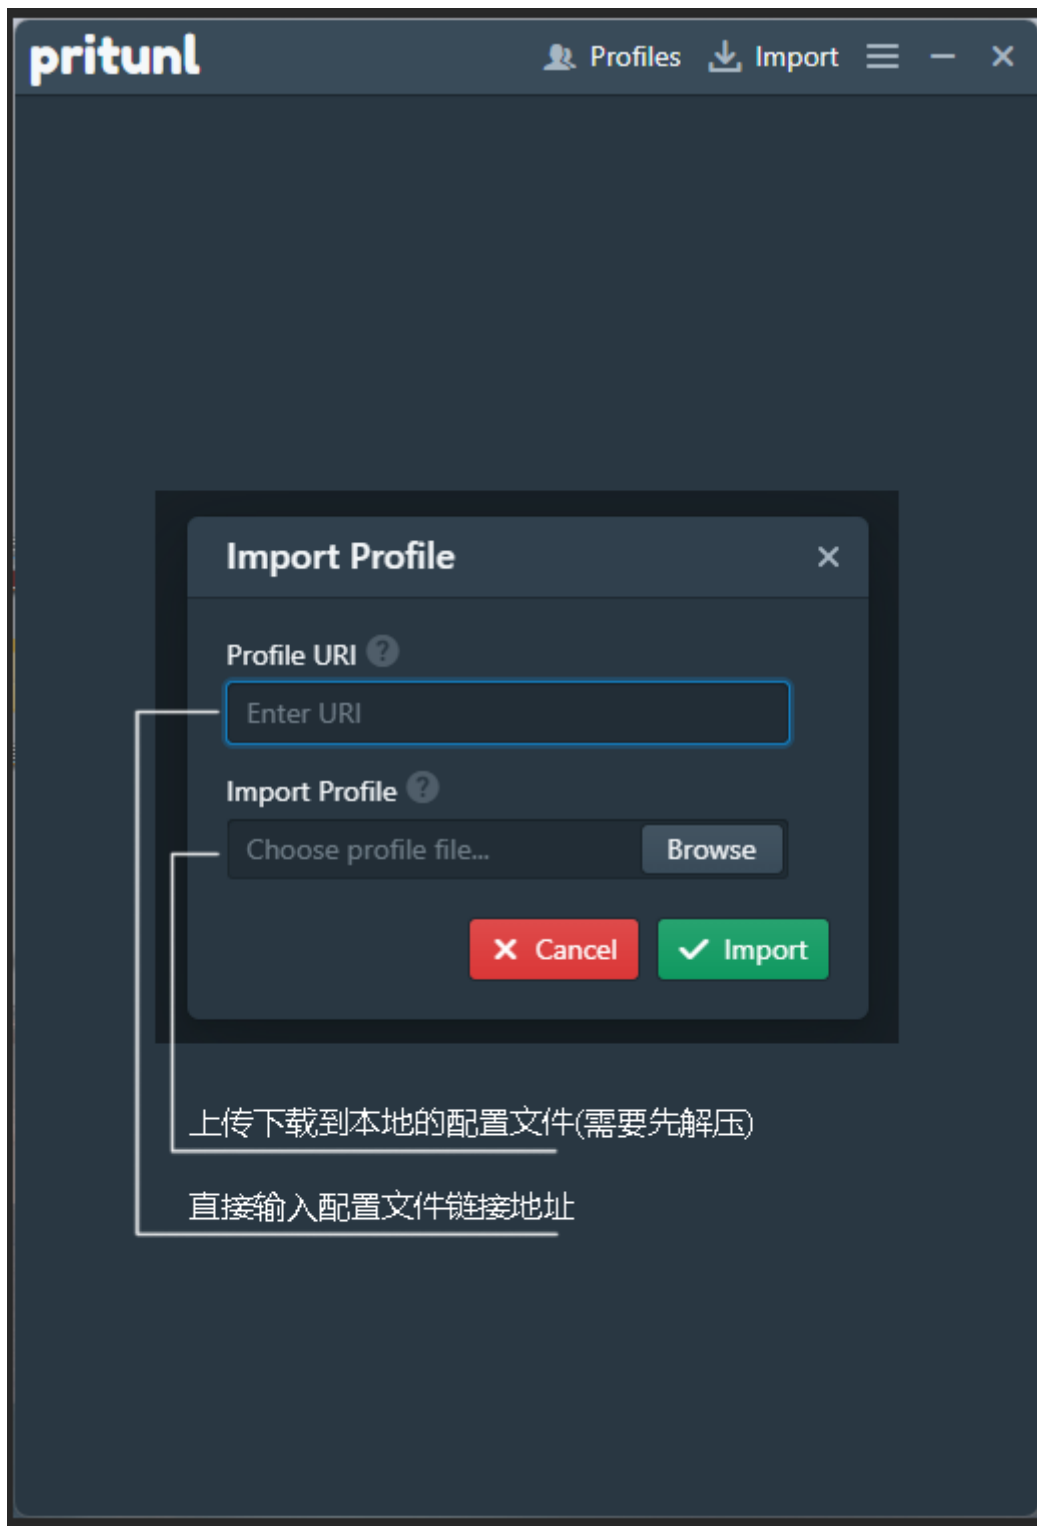 pritunl
Profiles Import
Import Profile
Profile URI
Enter URI
Import Profile
Choose profile file... Browse
Cancel Import
上传下载到本地的配置文件(需要先解压)
直接输入配置文件链接地址